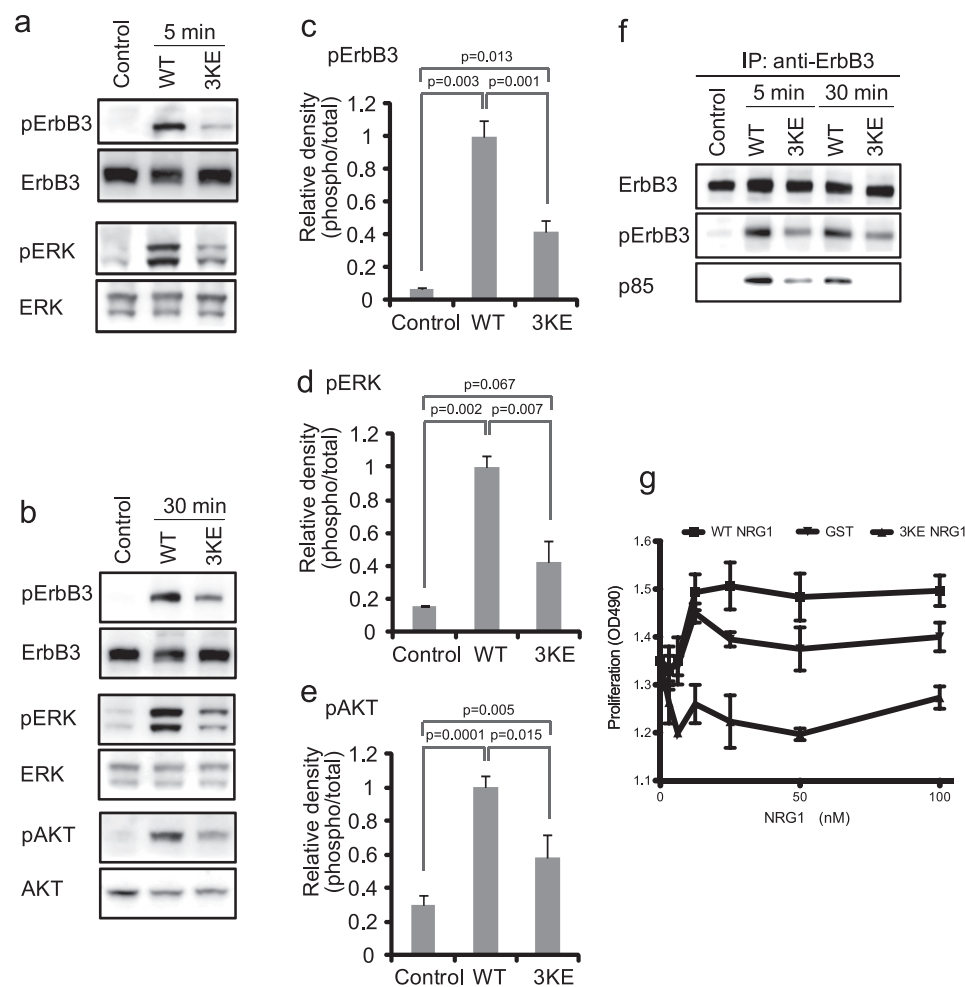 a
5 min
Control
WT
3KE
pErbB3
ErbB3
pERK
ERK
b
30 min
Control
WT
3KE
pErbB3
ErbB3
pERK
ERK
pAKT
AKT
c
pErbB3
p=0.013
p=0.003 p=0.001
Relative density
(phospho/total)
1.2
1
0.8
0.6
0.4
0.2
0
Control WT 3KE
d pERK
p=0.067
p=0.002 p=0.007
Relative density
(phospho/total)
1.2
1
0.8
0.6
0.4
0.2
0
Control WT 3KE
e pAKT
p=0.005
p=0.0001 p=0.015
Relative density
(phospho/total)
1.2
1
0.8
0.6
0.4
0.2
0
Control WT 3KE
f
IP: anti-ErbB3
5 min 30 min
Control
WT
3KE
WT
3KE
ErbB3
pErbB3
p85
g
WT NRG1 GST 3KE NRG1
Proliferation (OD490)
1.6
1.5
1.4
1.3
1.2
1.1
0 50 100
NRG1 (nM)